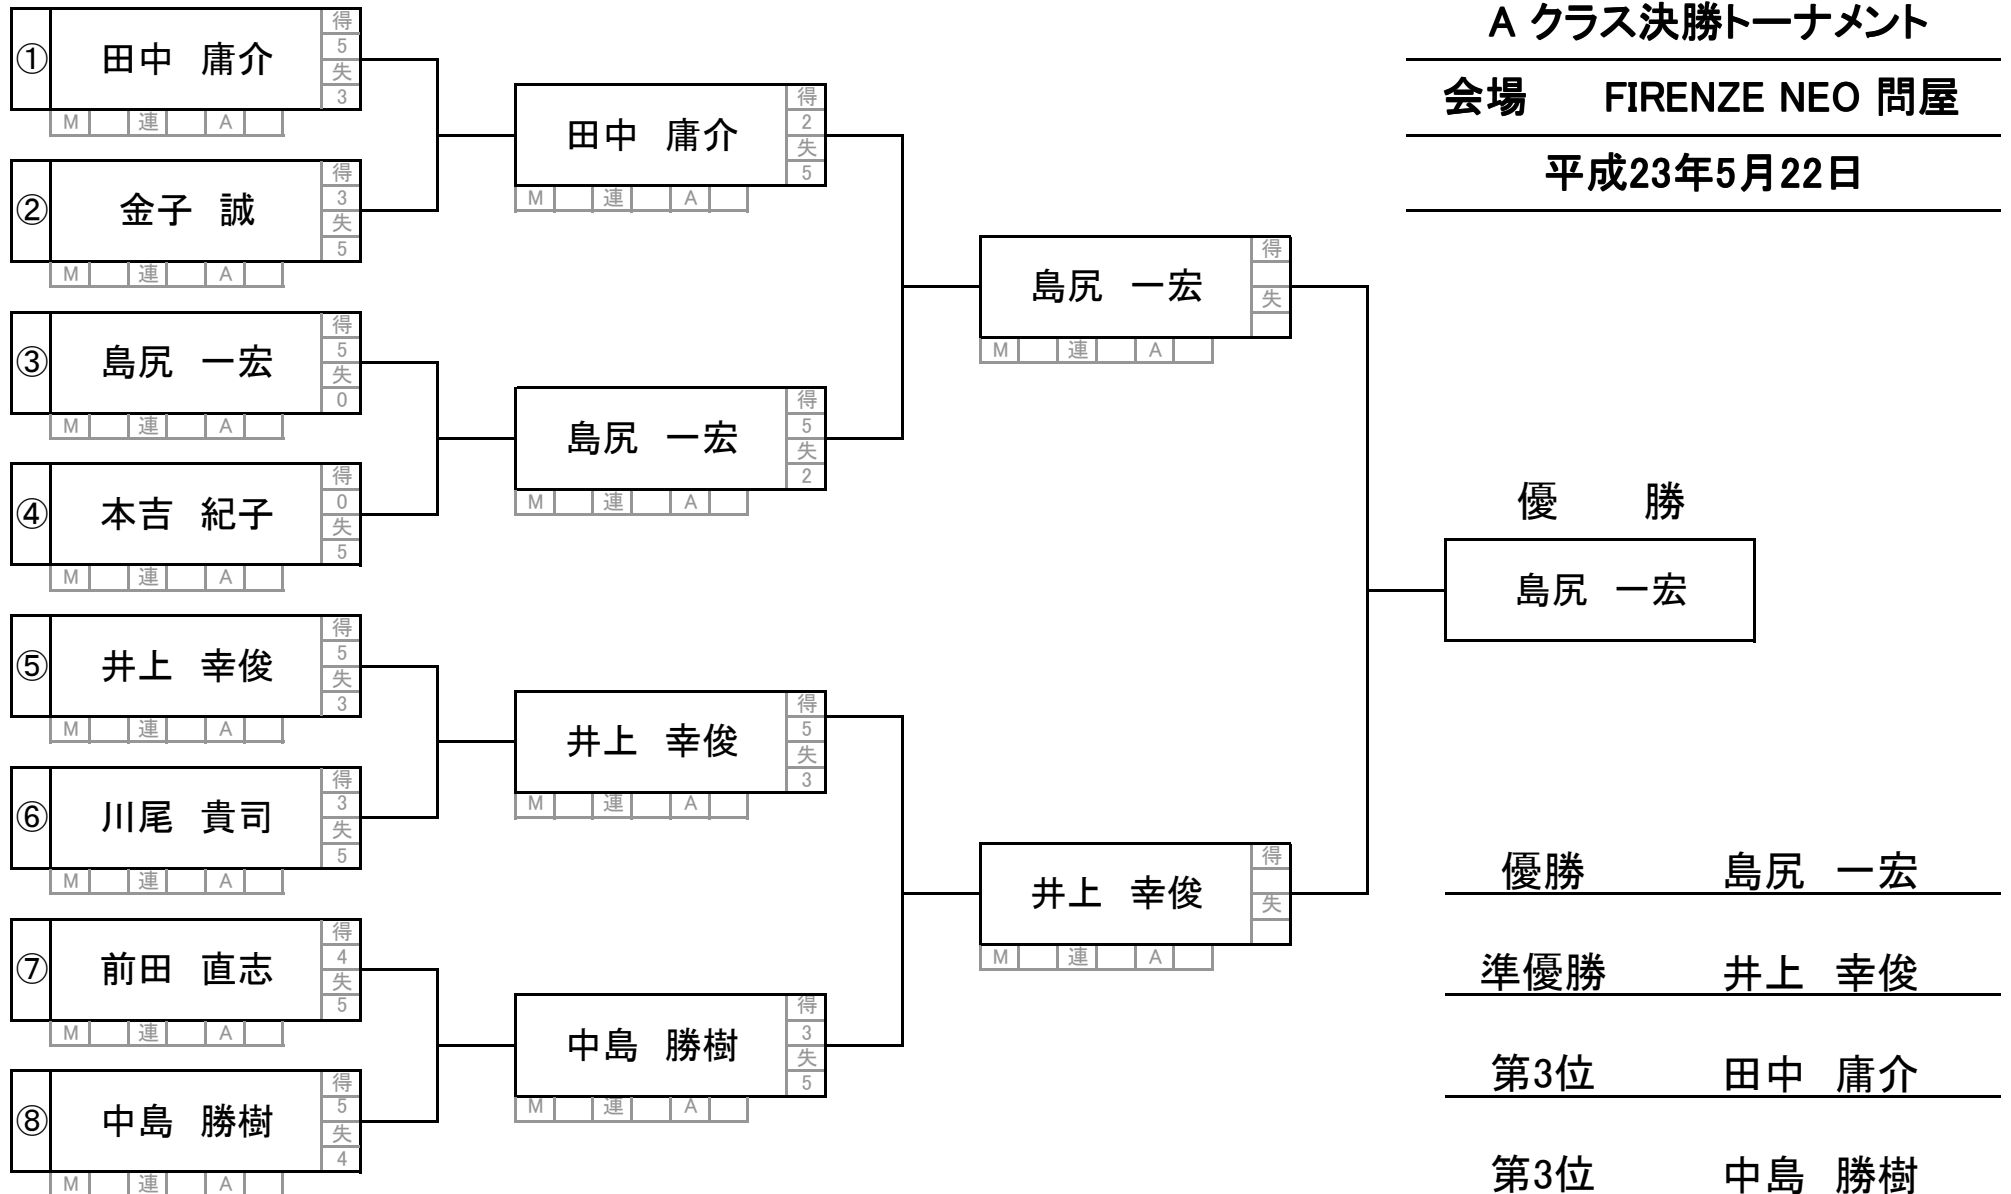 A クラス決勝トーナメント
会場 FIRENZE NEO 問屋
平成23年5月22日
① 田中 庸介 得 5 失 3
M 連 A
② 金子 誠 得 3 失 5
M 連 A
③ 島尻 一宏 得 5 失 0
M 連 A
④ 本吉 紀子 得 0 失 5
M 連 A
⑤ 井上 幸俊 得 5 失 3
M 連 A
⑥ 川尾 貴司 得 3 失 5
M 連 A
⑦ 前田 直志 得 4 失 5
M 連 A
⑧ 中島 勝樹 得 5 失 4
M 連 A
田中 庸介 得 2 失 5
M 連 A
島尻 一宏 得 5 失 2
M 連 A
井上 幸俊 得 5 失 3
M 連 A
中島 勝樹 得 3 失 5
M 連 A
島尻 一宏 得 失
M 連 A
井上 幸俊 得 失
M 連 A
優 勝
島尻 一宏
優勝 島尻 一宏
準優勝 井上 幸俊
第3位 田中 庸介
第3位 中島 勝樹